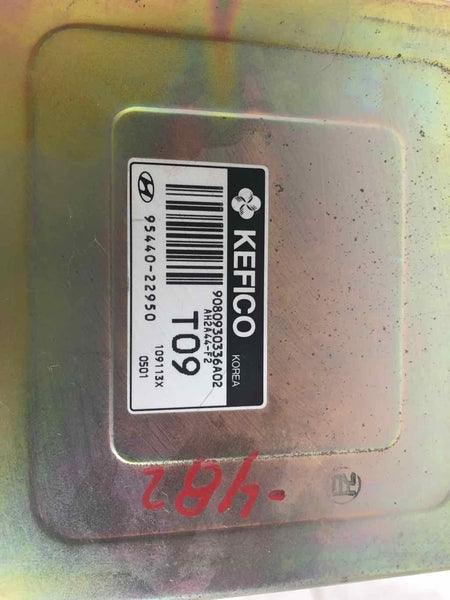 KEFICO KOREA
9080930336A02
AH2A44-F2
T09
95440-22950
109113X
0501
-482